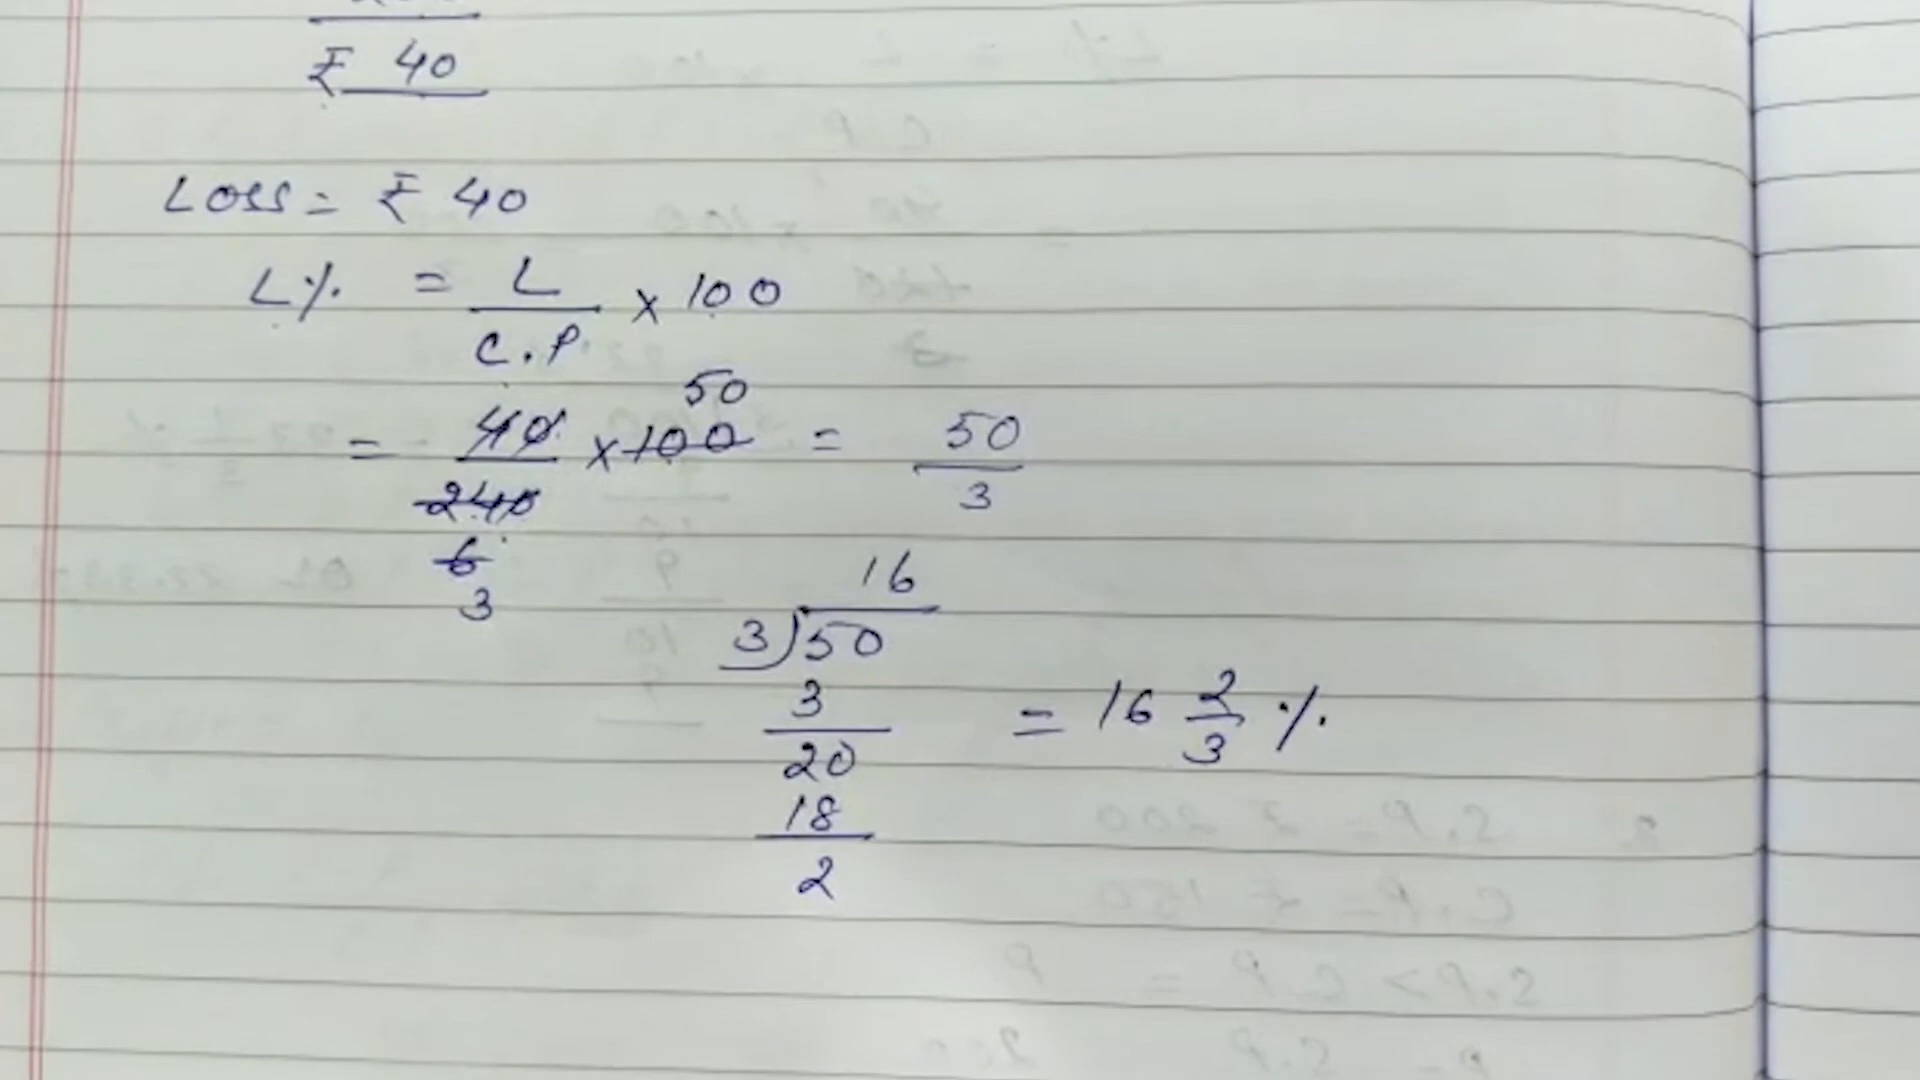 ₹ 40
Loss = ₹ 40
L% = L/C.P × 100
= 40/240 × 100 = 50/3
50
6
3
16
3)50
3
20
18
2
= 16 2/3 %